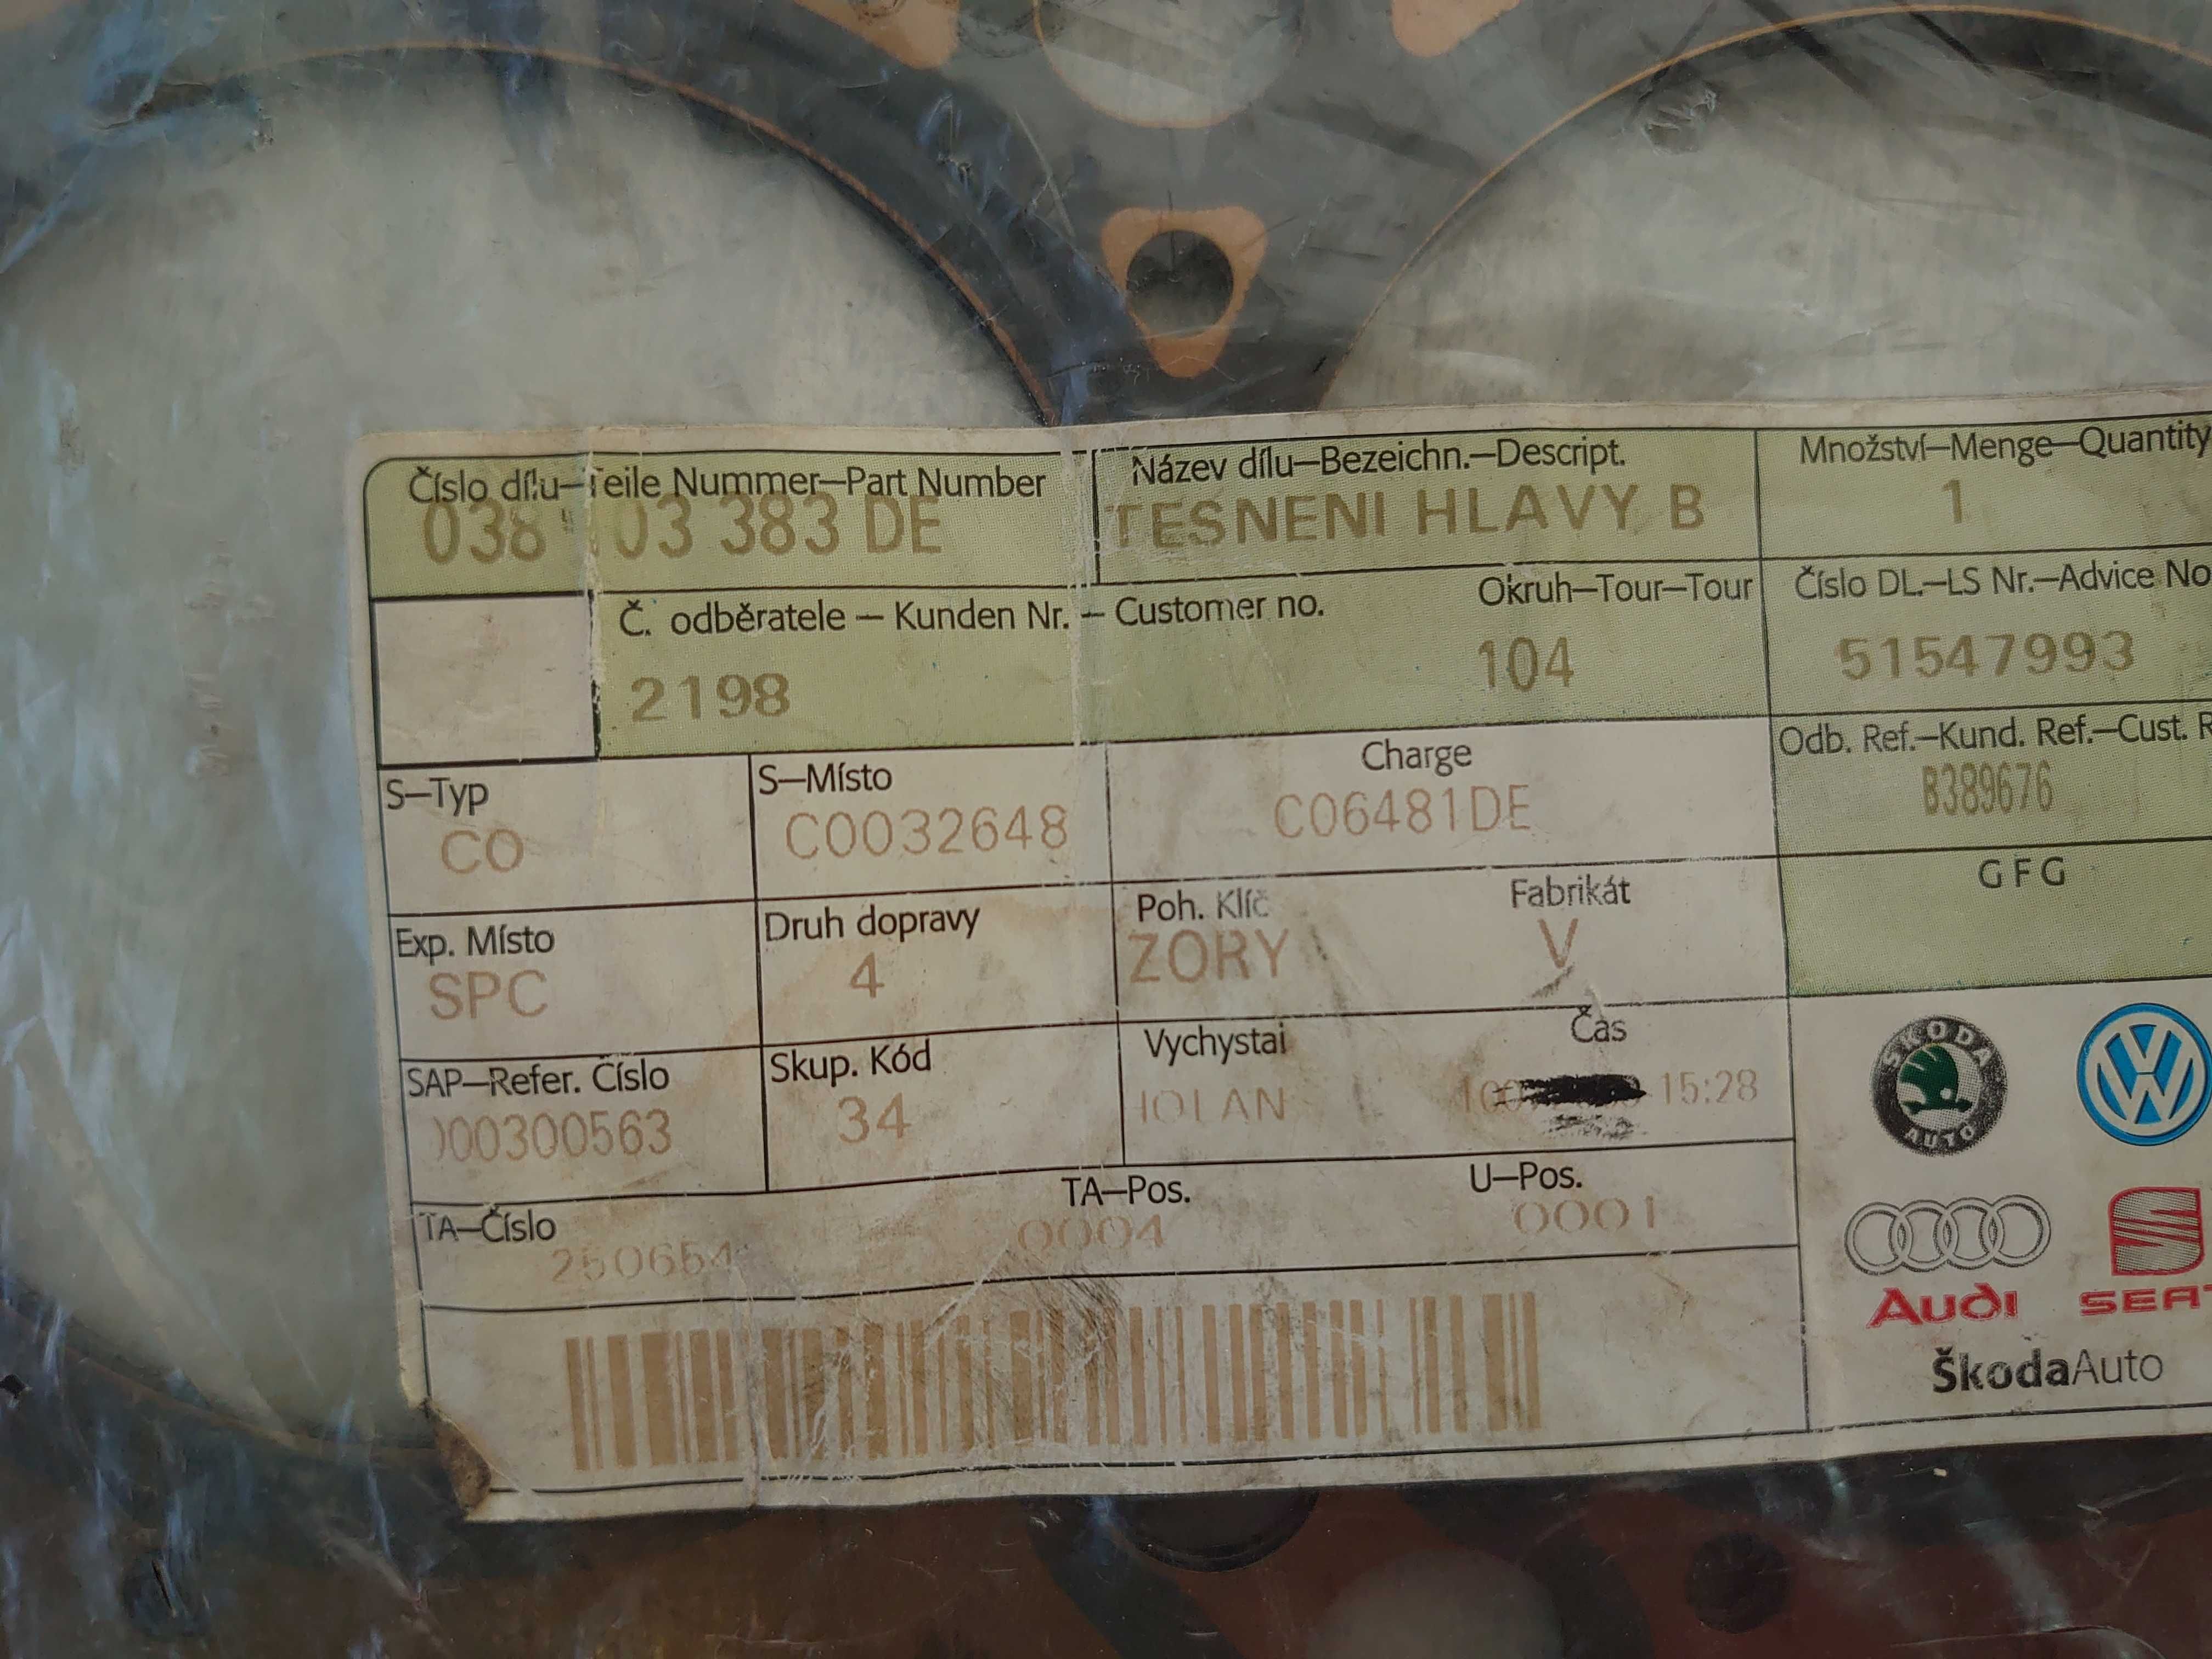 Číslo dílu–Teile Nummer–Part Number
038 103 383 DE
Název dílu–Bezeichn.–Descript.
TESNENI HLAVY B
Množství–Menge–Quantity
1
Č. odběratele – Kunden Nr. – Customer no.
2198
Okruh–Tour–Tour
104
Číslo DL.–LS Nr.–Advice No
51547993
S–Typ
CO
S–Místo
C0032648
Charge
C06481DE
Odb. Ref.–Kund. Ref.–Cust. R
B389676
Exp. Místo
SPC
Druh dopravy
4
Poh. Klíč
ZORY
Fabrikát
V
GFG
SAP–Refer. Číslo
000300563
Skup. Kód
34
Vychystal
Čas
15:28
TA–Číslo
250654
TA–Pos.
0004
U–Pos.
0001
ŠKODA
AUTO
Audi
SEAT
ŠkodaAuto